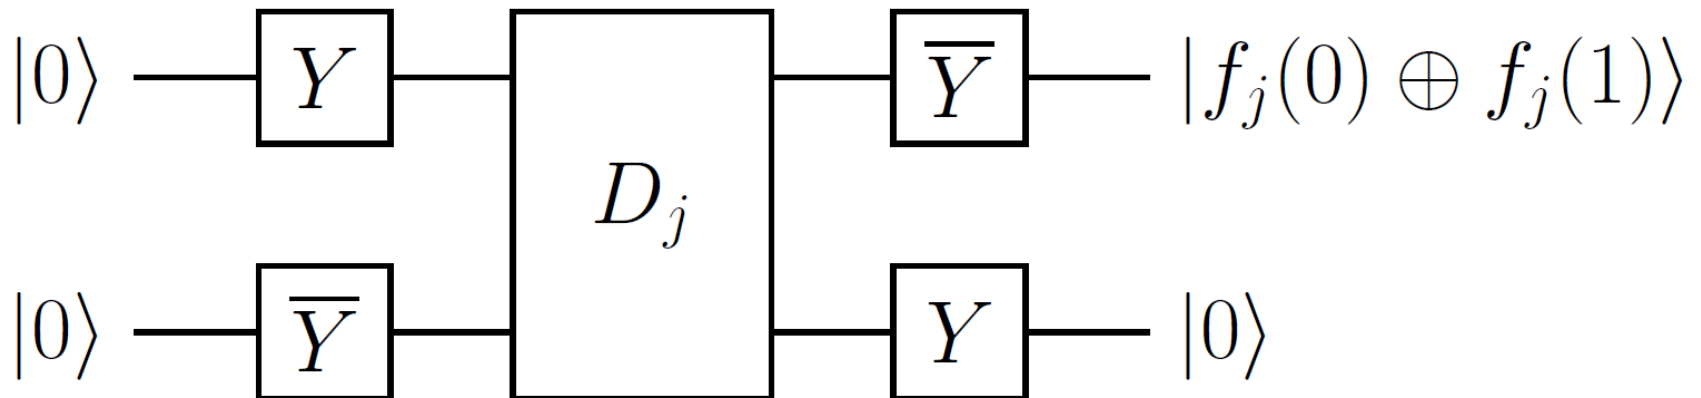 |0⟩ Y D_j Y̅ |f_j(0) ⊕ f_j(1)⟩
|0⟩ Y̅ Y |0⟩